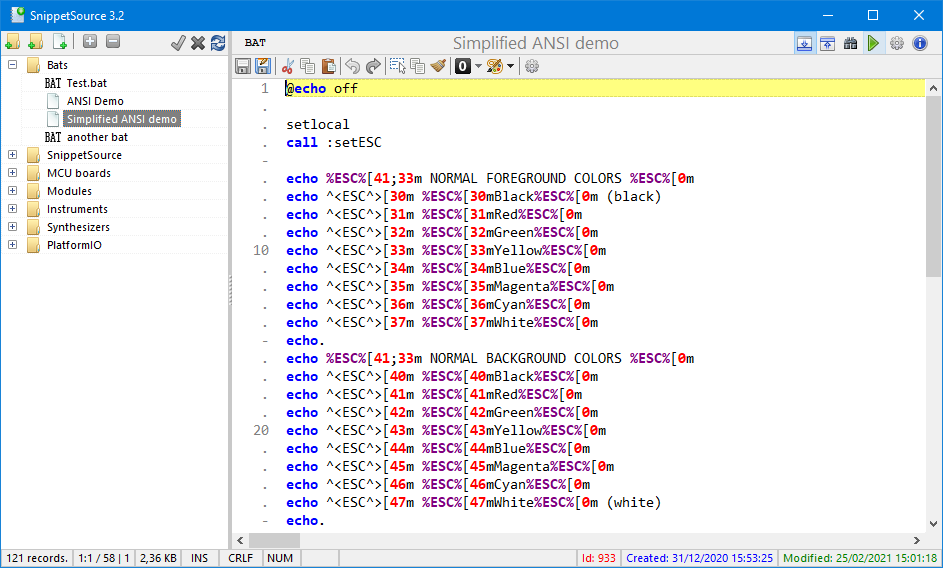 SnippetSource 3.2
BAT Simplified ANSI demo
Bats
BAT Test.bat
ANSI Demo
Simplified ANSI demo
BAT another bat
SnippetSource
MCU boards
Modules
Instruments
Synthesizers
PlatformIO
0
1 @echo off
.
. setlocal
. call :setESC
-
. echo %ESC%[41;33m NORMAL FOREGROUND COLORS %ESC%[0m
. echo ^<ESC^>[30m %ESC%[30mBlack%ESC%[0m (black)
. echo ^<ESC^>[31m %ESC%[31mRed%ESC%[0m
. echo ^<ESC^>[32m %ESC%[32mGreen%ESC%[0m
10 echo ^<ESC^>[33m %ESC%[33mYellow%ESC%[0m
. echo ^<ESC^>[34m %ESC%[34mBlue%ESC%[0m
. echo ^<ESC^>[35m %ESC%[35mMagenta%ESC%[0m
. echo ^<ESC^>[36m %ESC%[36mCyan%ESC%[0m
. echo ^<ESC^>[37m %ESC%[37mWhite%ESC%[0m
- echo.
. echo %ESC%[41;33m NORMAL BACKGROUND COLORS %ESC%[0m
. echo ^<ESC^>[40m %ESC%[40mBlack%ESC%[0m
. echo ^<ESC^>[41m %ESC%[41mRed%ESC%[0m
. echo ^<ESC^>[42m %ESC%[42mGreen%ESC%[0m
20 echo ^<ESC^>[43m %ESC%[43mYellow%ESC%[0m
. echo ^<ESC^>[44m %ESC%[44mBlue%ESC%[0m
. echo ^<ESC^>[45m %ESC%[45mMagenta%ESC%[0m
. echo ^<ESC^>[46m %ESC%[46mCyan%ESC%[0m
. echo ^<ESC^>[47m %ESC%[47mWhite%ESC%[0m (white)
- echo.
121 records. 1:1 / 58 | 1 2,36 KB INS CRLF NUM Id: 933 Created: 31/12/2020 15:53:25 Modified: 25/02/2021 15:01:18